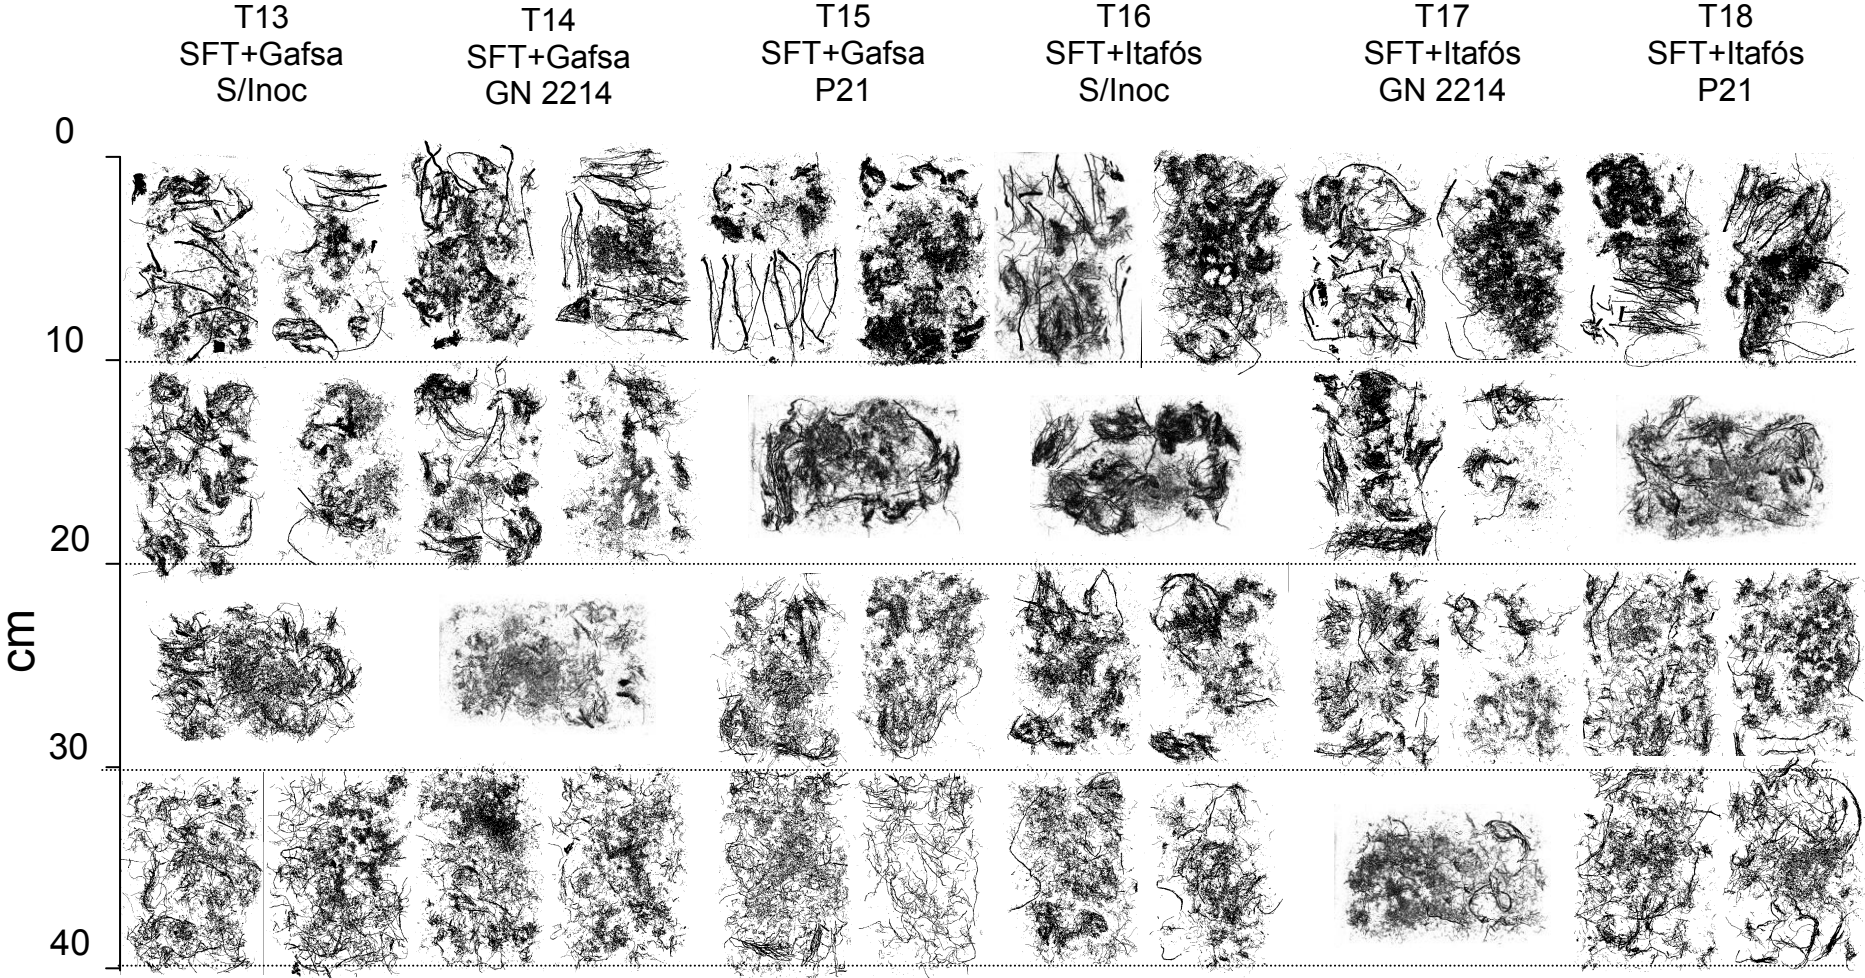 T13
SFT+Gafsa
S/Inoc
T14
SFT+Gafsa
GN 2214
T15
SFT+Gafsa
P21
T16
SFT+Itafós
S/Inoc
T17
SFT+Itafós
GN 2214
T18
SFT+Itafós
P21
0
10
20
30
40
cm